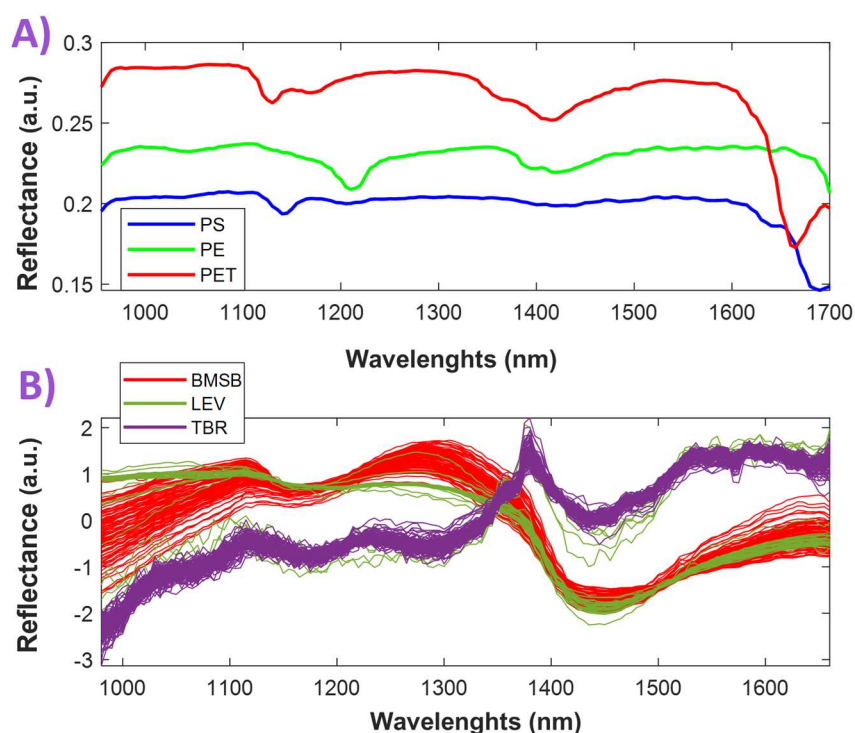 A)
0.3
0.25
0.2
0.15
Reflectance (a.u.)
PS
PE
PET
1000 1100 1200 1300 1400 1500 1600 1700
Wavelenghts (nm)
B)
BMSB
LEV
TBR
2
1
0
-1
-2
-3
Reflectance (a.u.)
1000 1100 1200 1300 1400 1500 1600
Wavelenghts (nm)